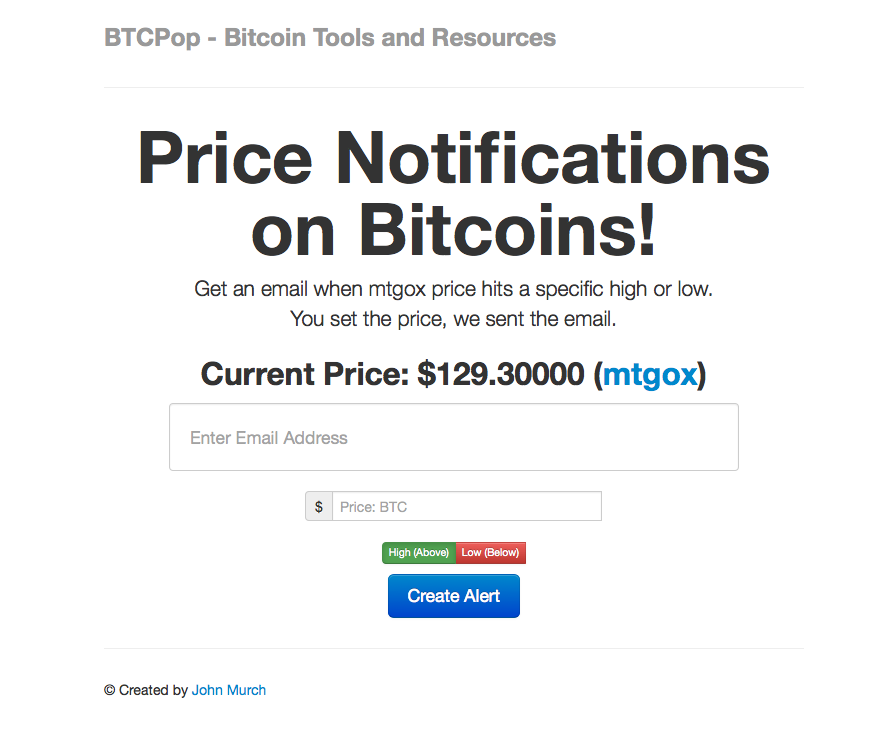 BTCPop - Bitcoin Tools and Resources
Price Notifications
on Bitcoins!
Get an email when mtgox price hits a specific high or low.
You set the price, we sent the email.
Current Price: $129.30000 (mtgox)
Enter Email Address
$ Price: BTC
High (Above) Low (Below)
Create Alert
© Created by John Murch